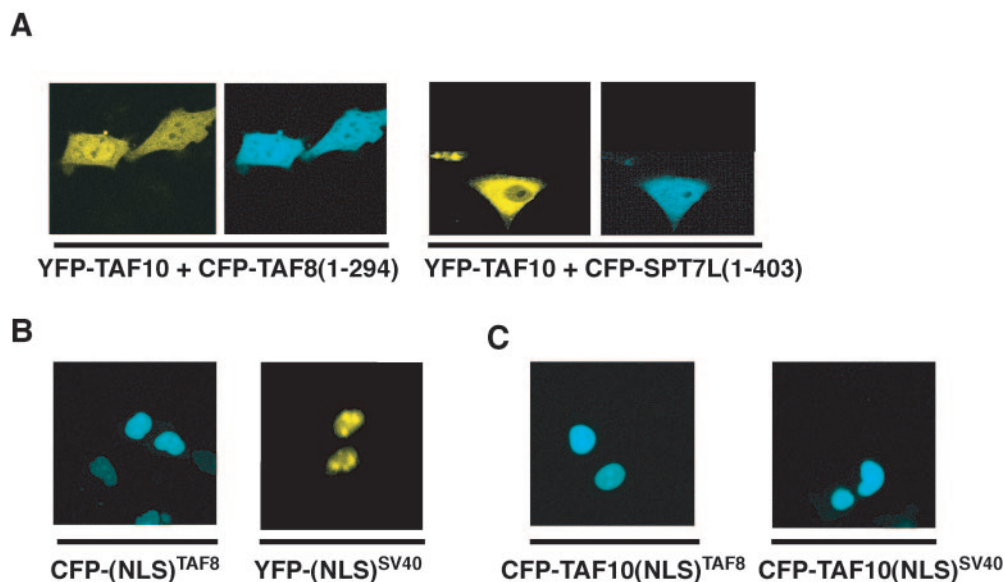 A
YFP-TAF10 + CFP-TAF8(1-294)
YFP-TAF10 + CFP-SPT7L(1-403)
B
C
CFP-(NLS)TAF8
YFP-(NLS)SV40
CFP-TAF10(NLS)TAF8
CFP-TAF10(NLS)SV40